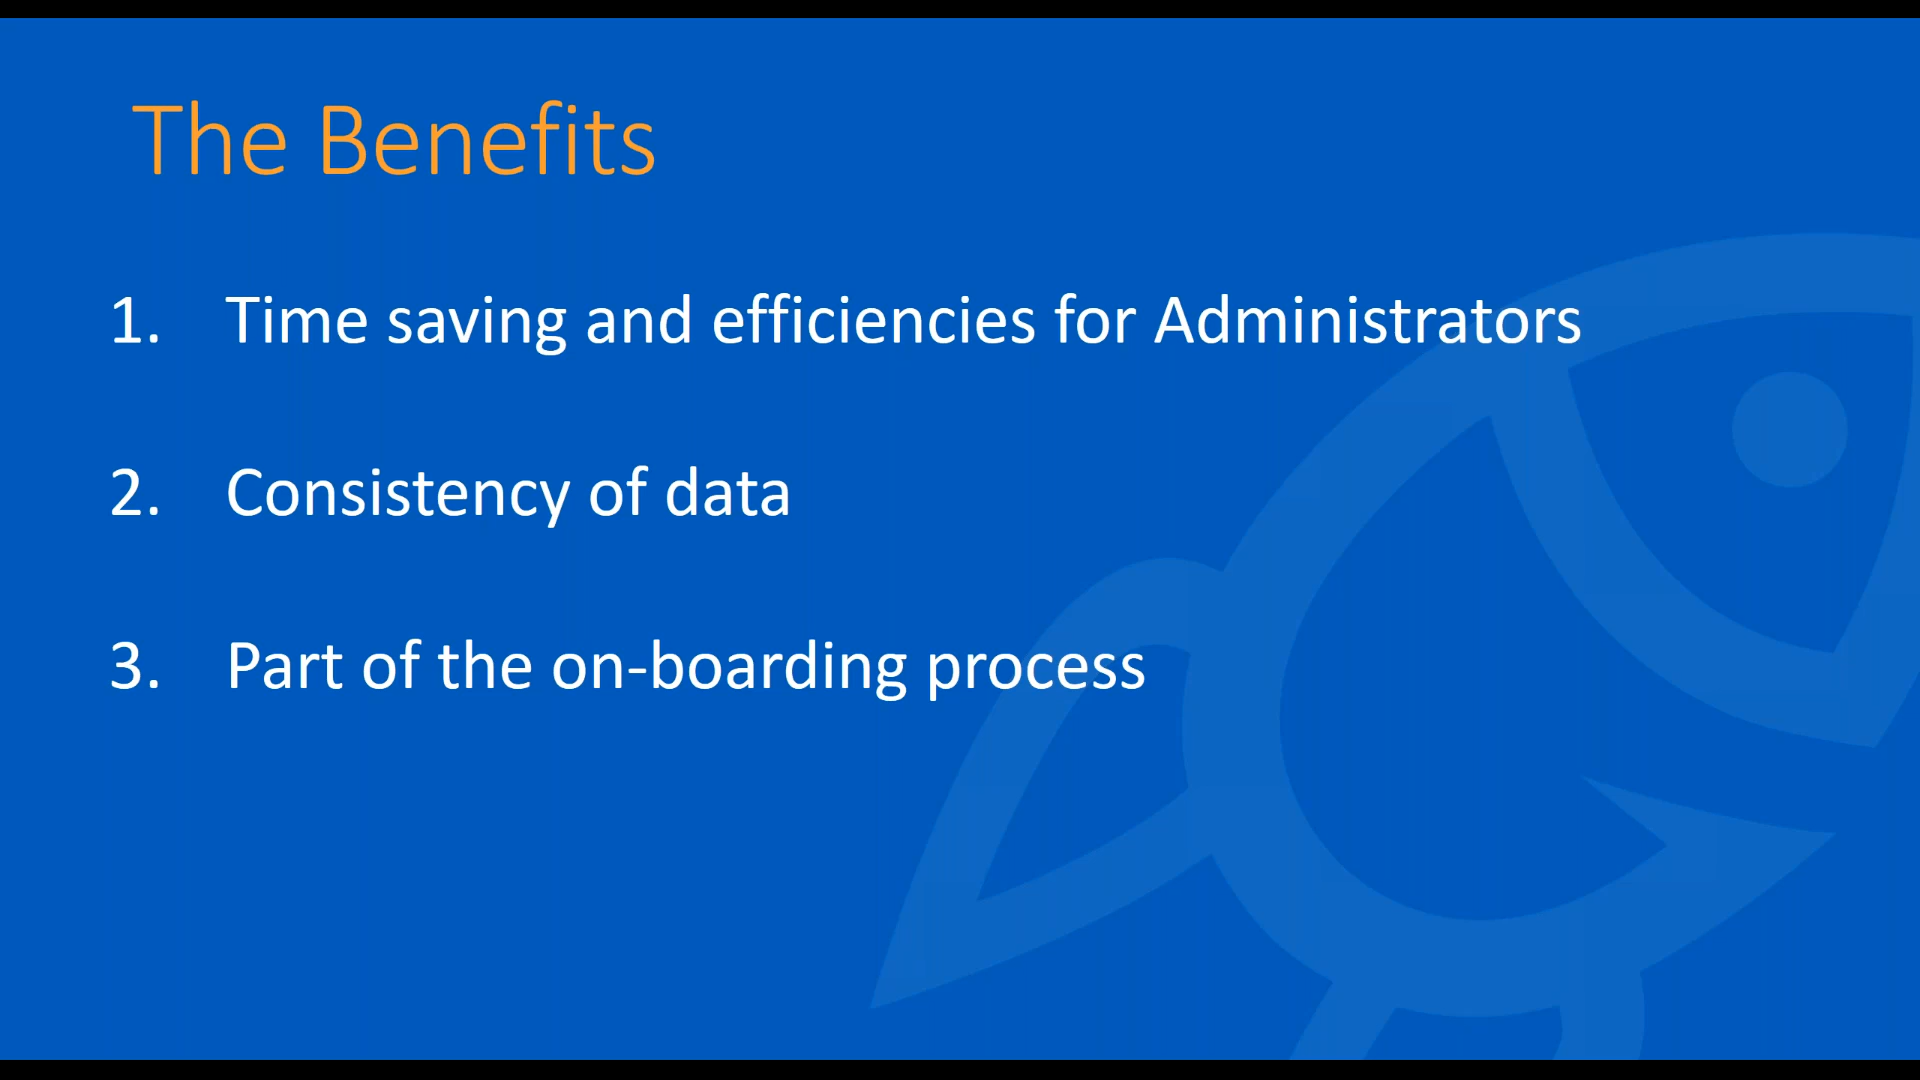 The Benefits
1. Time saving and efficiencies for Administrators
2. Consistency of data
3. Part of the on-boarding process